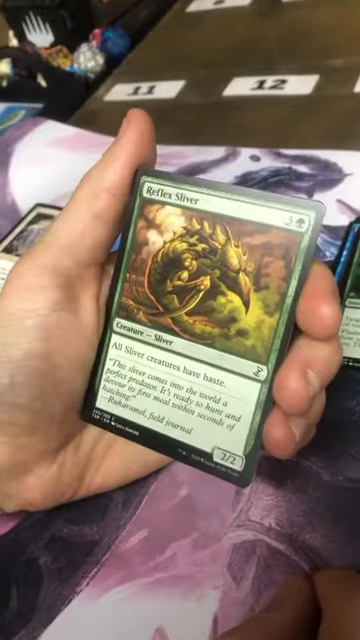 11
12
Reflex Sliver
3
Creature — Sliver
All Sliver creatures have haste.
"This sliver comes into the world a
perfect predator. It's ready to hunt and
devour its first meal within seconds of
hatching."
—Rukarumel, field journal
2/2